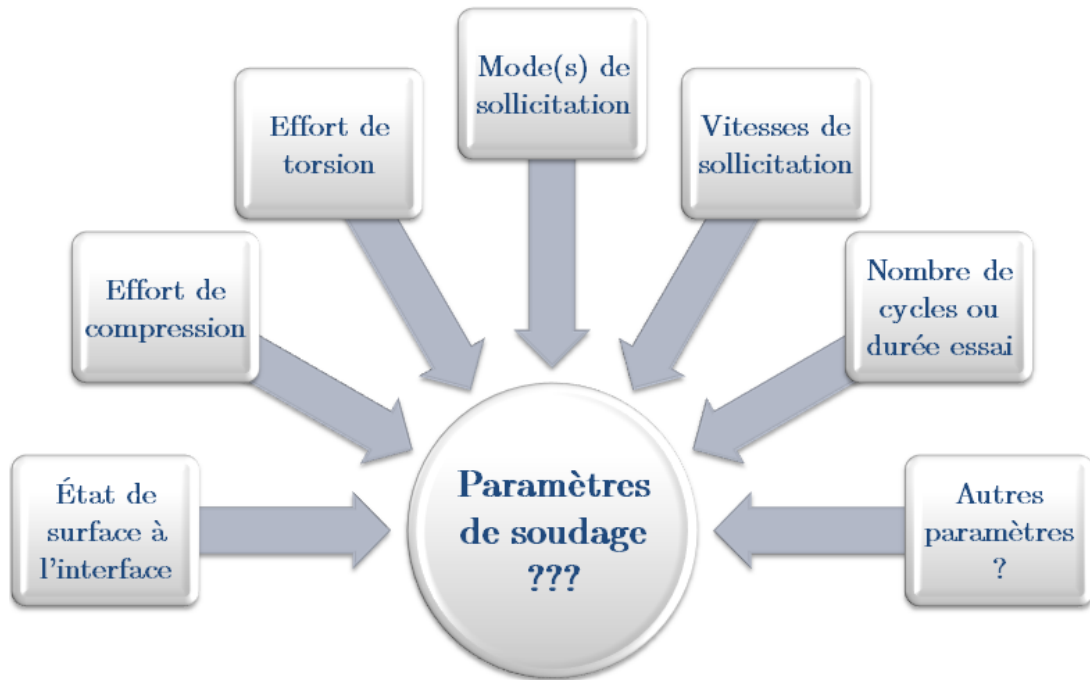 Mode(s) de
sollicitation
Effort de
torsion
Vitesses de
sollicitation
Effort de
compression
Nombre de
cycles ou
durée essai
État de
surface à
l'interface
Paramètres
de soudage
???
Autres
paramètres
?